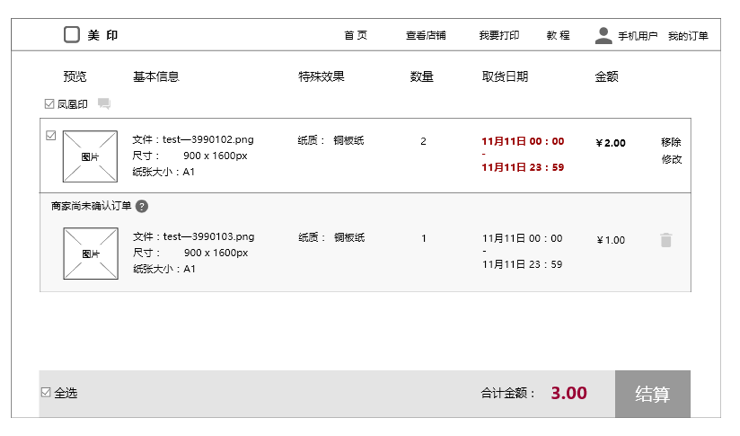 美 印 首 页 查看店铺 我要打印 教 程 手机用户 我的订单
预览 基本信息 特殊效果 数量 取货日期 金额
凤凰印
图片
文件：test—3990102.png 纸质： 铜板纸 2 11月11日 00：00 ¥ 2.00 移除
尺寸： 900 x 1600px - 修改
纸张大小：A1 11月11日 23：59
商家尚未确认订单 ?
图片
文件：test—3990103.png 纸质： 铜板纸 1 11月11日 00：00 ¥ 1.00
尺寸： 900 x 1600px -
纸张大小：A1 11月11日 23：59
全选 合计金额： 3.00 结算